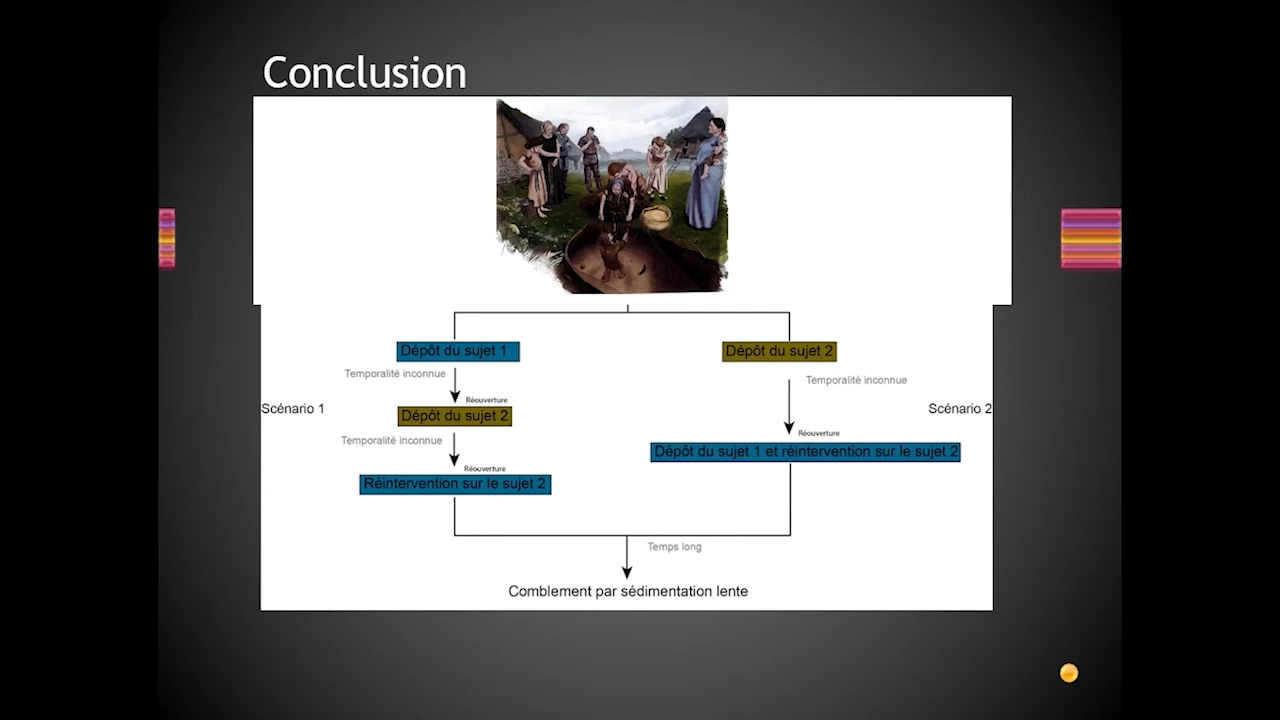 Conclusion
Dépôt du sujet 1
Dépôt du sujet 2
Temporalité inconnue
Temporalité inconnue
Réouverture
Scénario 1
Dépôt du sujet 2
Scénario 2
Temporalité inconnue
Réouverture
Dépôt du sujet 1 et réintervention sur le sujet 2
Réouverture
Réintervention sur le sujet 2
Temps long
Comblement par sédimentation lente